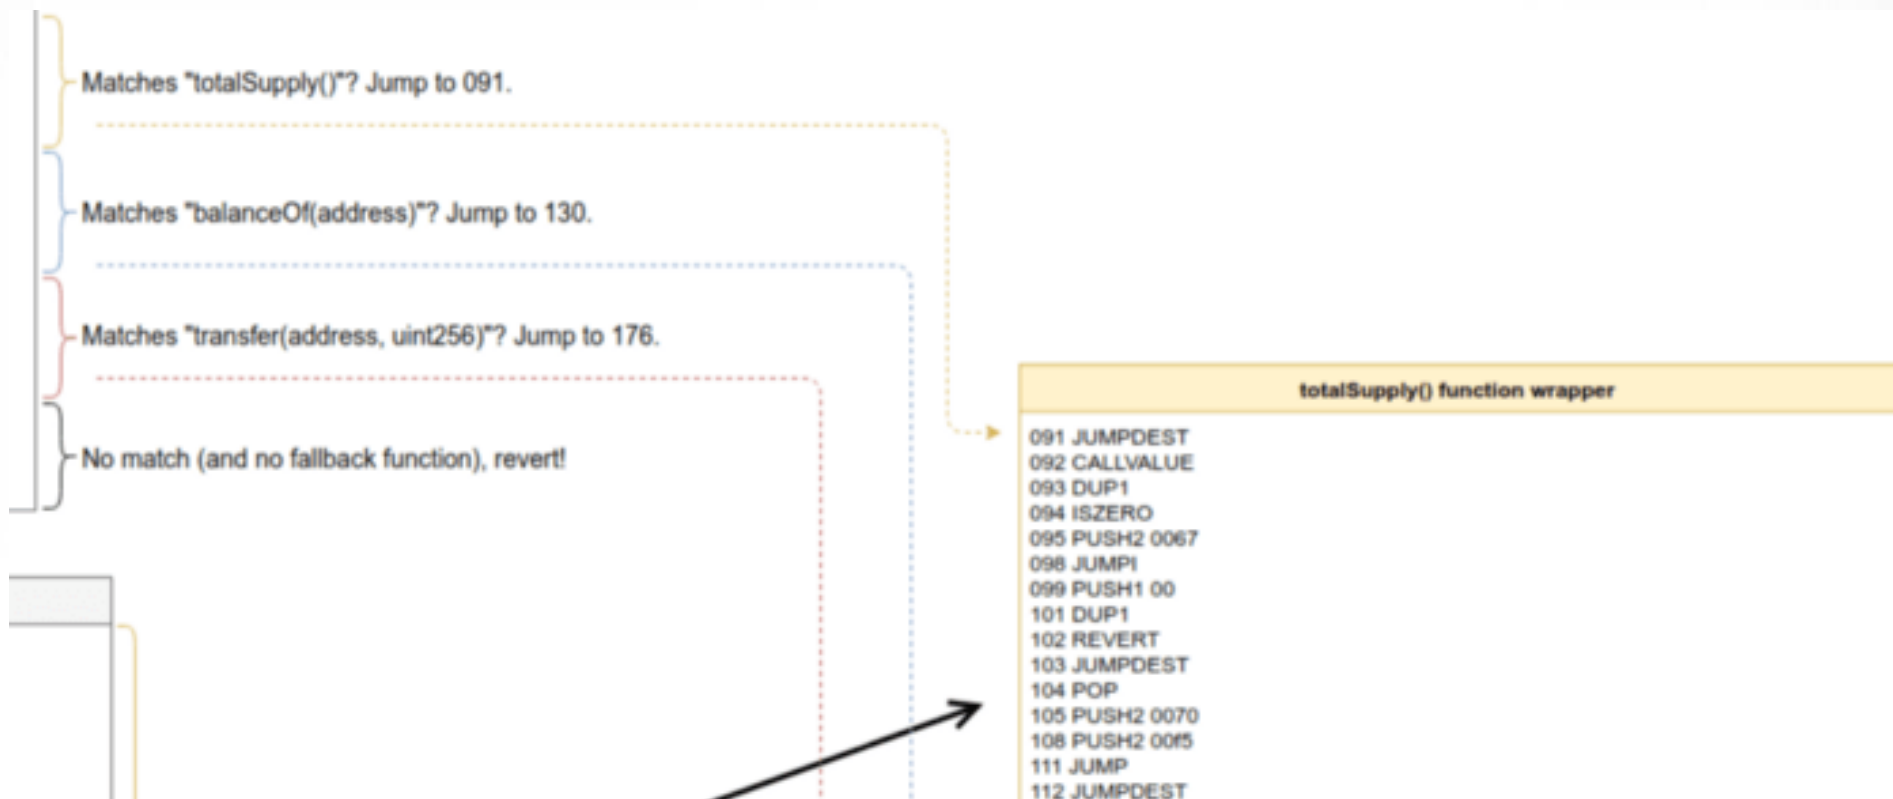 Matches "totalSupply()"? Jump to 091.
Matches "balanceOf(address)"? Jump to 130.
Matches "transfer(address, uint256)"? Jump to 176.
No match (and no fallback function), revert!
totalSupply() function wrapper
091 JUMPDEST
092 CALLVALUE
093 DUP1
094 ISZERO
095 PUSH2 0067
098 JUMPI
099 PUSH1 00
101 DUP1
102 REVERT
103 JUMPDEST
104 POP
105 PUSH2 0070
108 PUSH2 00f5
111 JUMP
112 JUMPDEST